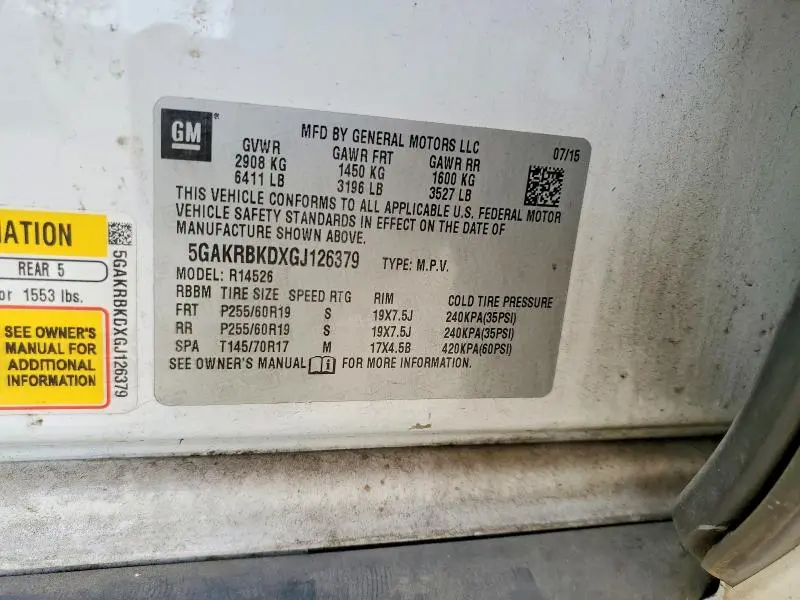 GM
MFD BY GENERAL MOTORS LLC
07/15
GVWR GAWR FRT GAWR RR
2908 KG 1450 KG 1600 KG
6411 LB 3196 LB 3527 LB
THIS VEHICLE CONFORMS TO ALL APPLICABLE U.S. FEDERAL MOTOR
VEHICLE SAFETY STANDARDS IN EFFECT ON THE DATE OF
MANUFACTURE SHOWN ABOVE.
5GAKRBKDXGJ126379 TYPE: M.P.V.
MODEL: R14526
RBBM TIRE SIZE SPEED RTG RIM COLD TIRE PRESSURE
FRT P255/60R19 S 19X7.5J 240KPA(35PSI)
RR P255/60R19 S 19X7.5J 240KPA(35PSI)
SPA T145/70R17 M 17X4.5B 420KPA(60PSI)
SEE OWNER'S MANUAL FOR MORE INFORMATION.
MATION
REAR 5
or 1553 lbs.
SEE OWNER'S
MANUAL FOR
ADDITIONAL
INFORMATION
5GAKRBKDXGJ126379